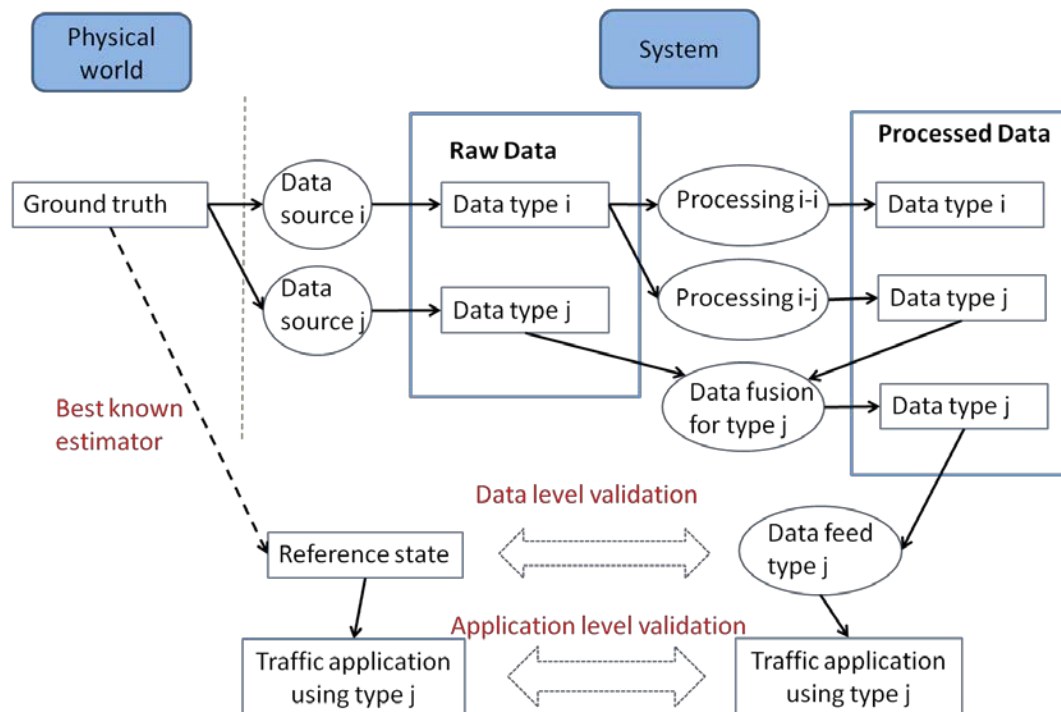 Physical
world
System
Raw Data
Processed Data
Ground truth
Data
source i
Data type i
Processing i-i
Data type i
Data
source j
Data type j
Processing i-j
Data type j
Best known
estimator
Data fusion
for type j
Data type j
Data level validation
Reference state
Data feed
type j
Application level validation
Traffic application
using type j
Traffic application
using type j